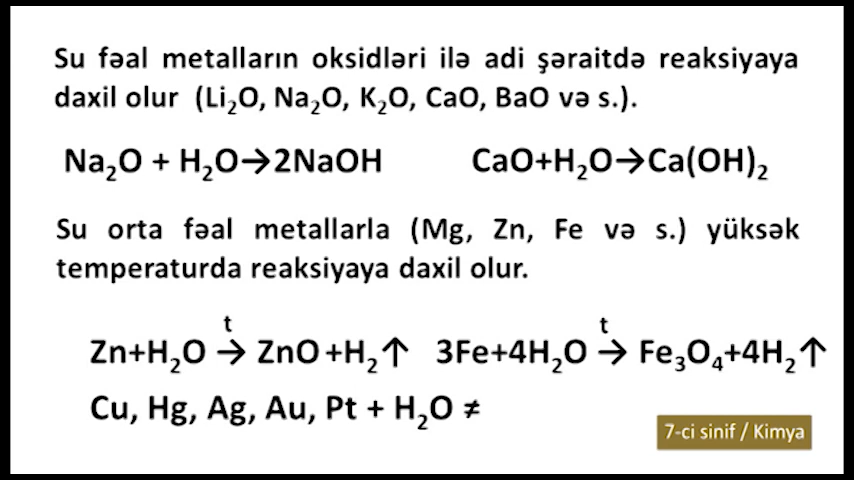 Su fəal metalların oksidləri ilə adi şəraitdə reaksiyaya
daxil olur (Li₂O, Na₂O, K₂O, CaO, BaO və s.).
Na₂O + H₂O→2NaOH CaO+H₂O→Ca(OH)₂
Su orta fəal metallarla (Mg, Zn, Fe və s.) yüksək
temperaturda reaksiyaya daxil olur.
t t
Zn+H₂O → ZnO+H₂↑ 3Fe+4H₂O → Fe₃O₄+4H₂↑
Cu, Hg, Ag, Au, Pt + H₂O ≠
7-ci sinif / Kimya